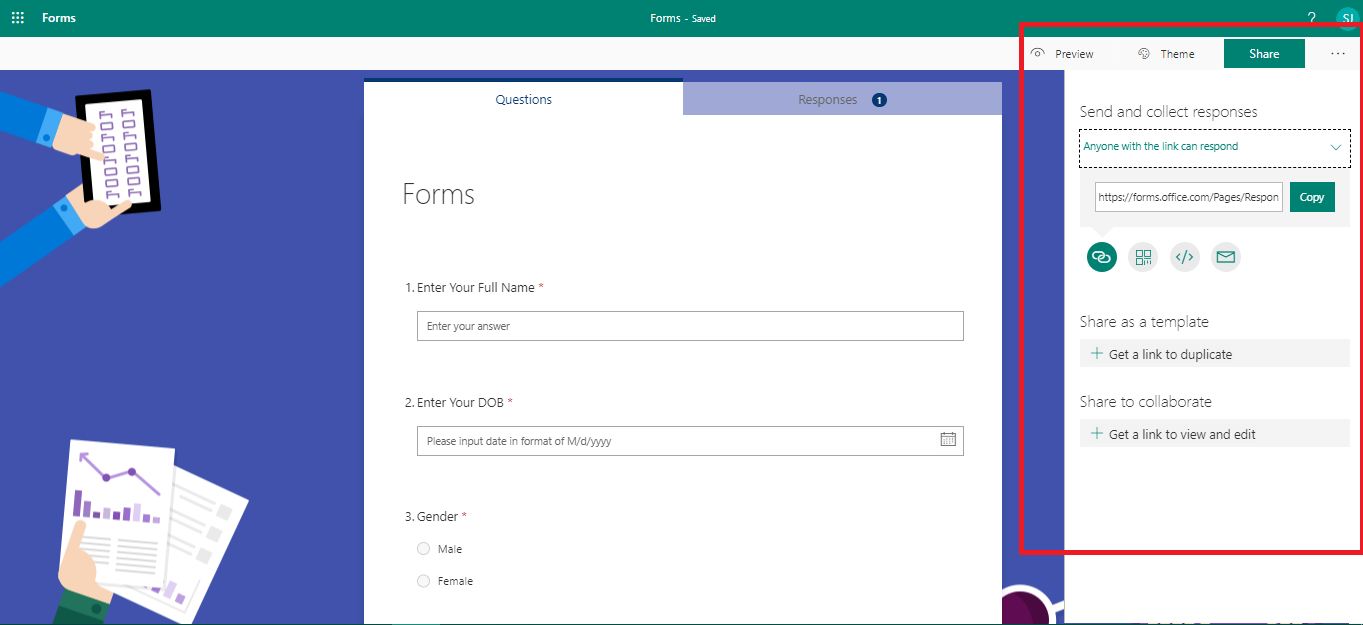 Forms
Forms - Saved
?
SJ
Preview
Theme
Share
...
Questions
Responses 1
Forms
1. Enter Your Full Name *
Enter your answer
2. Enter Your DOB *
Please input date in format of M/d/yyyy
3. Gender *
Male
Female
Send and collect responses
Anyone with the link can respond
https://forms.office.com/Pages/Respon
Copy
</>
Share as a template
+ Get a link to duplicate
Share to collaborate
+ Get a link to view and edit